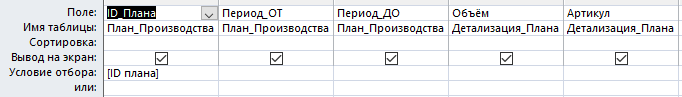 Поле: ID_Плана Период_ОТ Период_ДО Объём Артикул
Имя таблицы: План_Производства План_Производства План_Производства Детализация_Плана Детализация_Плана
Сортировка:
Вывод на экран:
Условие отбора: [ID плана]
или: